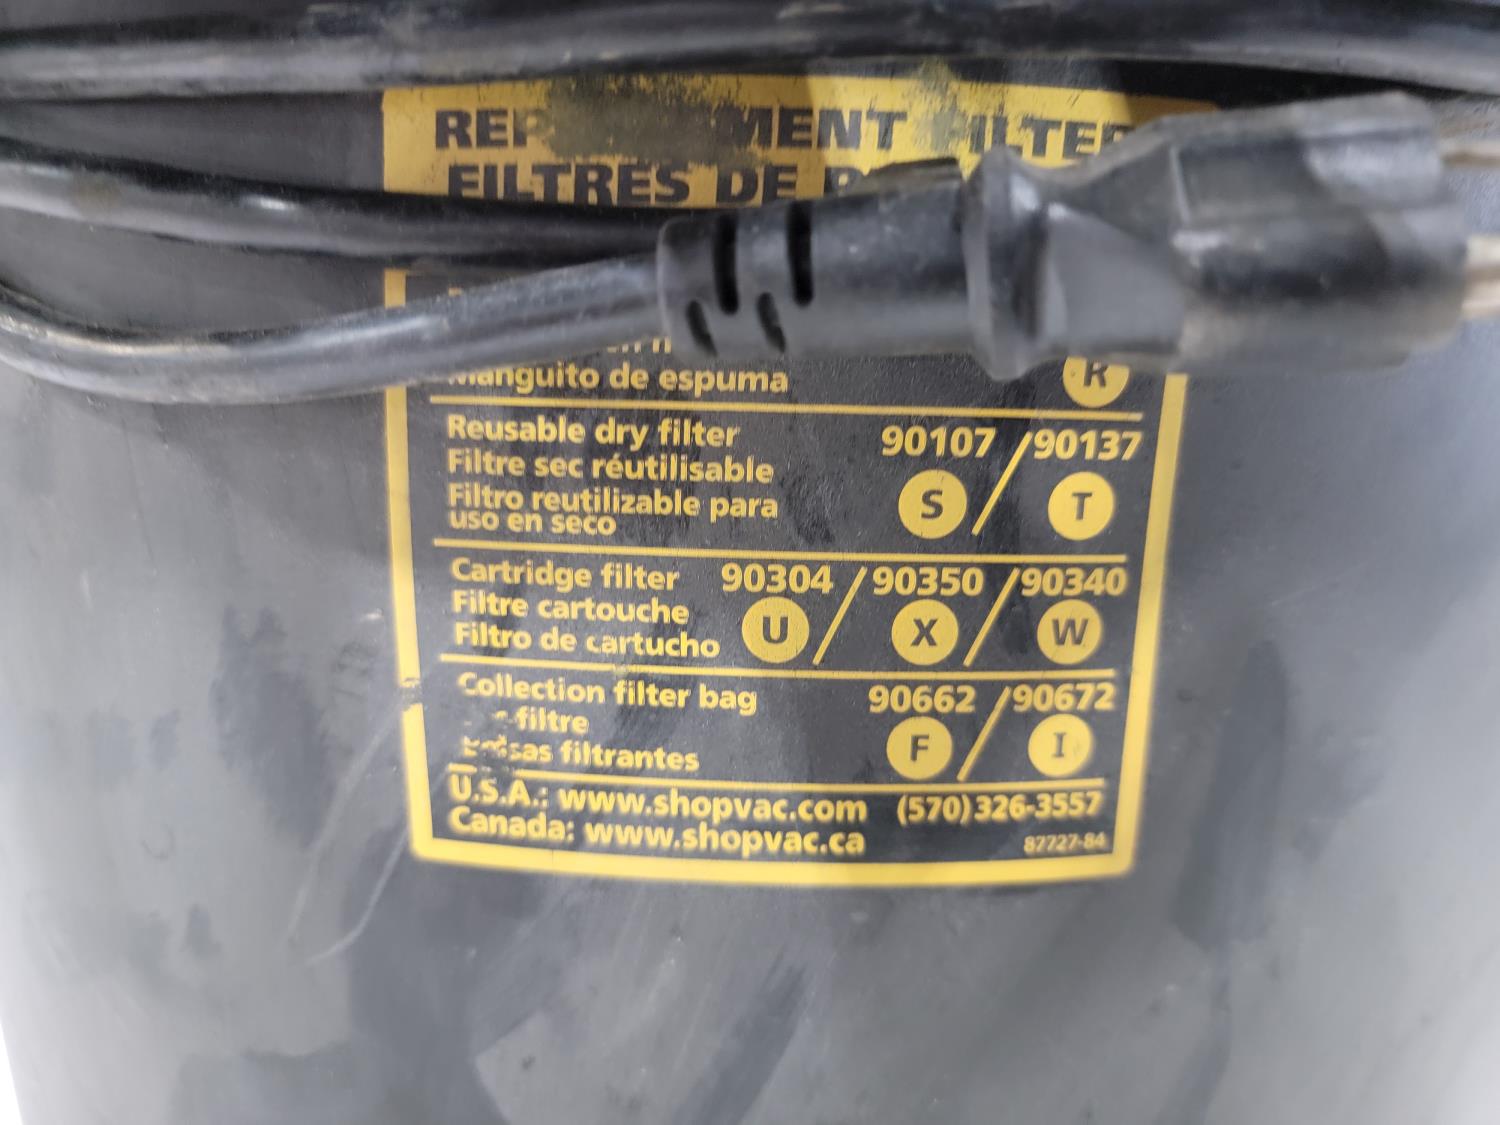 FILTRES DE
Manguito de espuma
R
Reusable dry filter 90107 / 90137
Filtre sec réutilisable
Filtro reutilizable para S / T
uso en seco
Cartridge filter 90304 / 90350 / 90340
Filtre cartouche U / X / W
Filtro de cartucho
Collection filter bag 90662 / 90672
filtre
filtrantes F / I
U.S.A.: www.shopvac.com (570)326-3557
Canada: www.shopvac.ca 87727-84